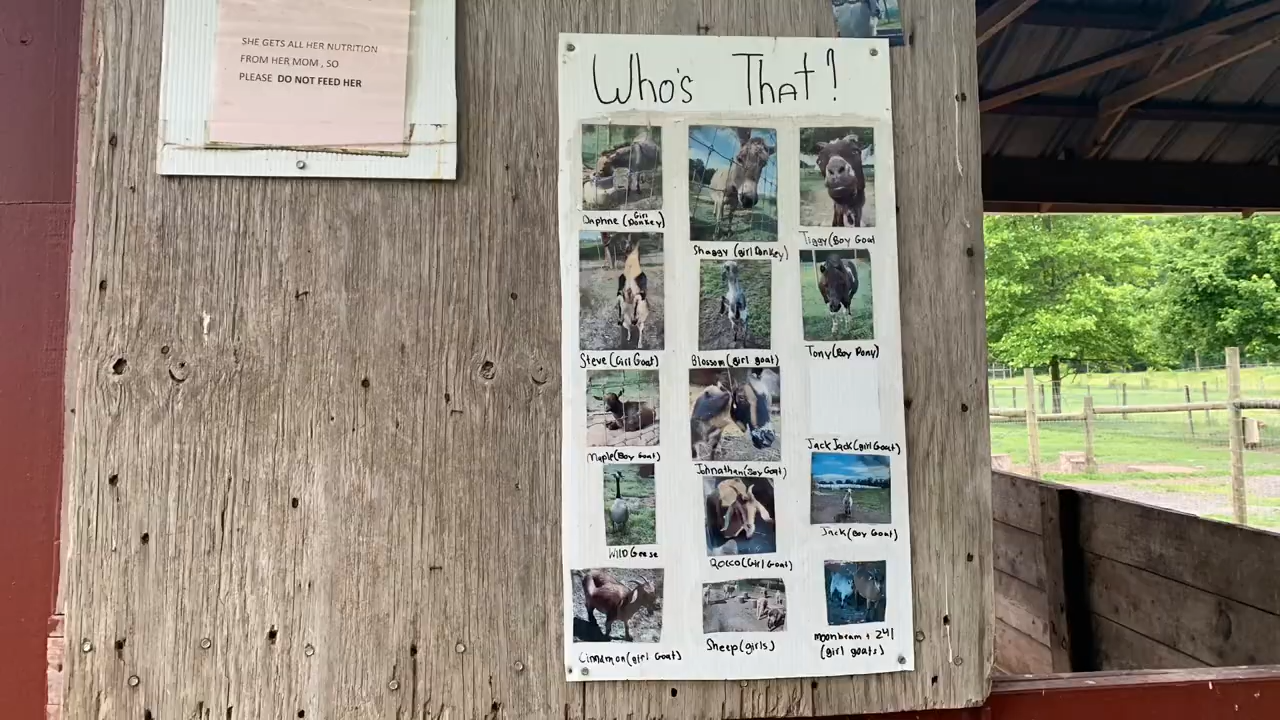 SHE GETS ALL HER NUTRITION
FROM HER MOM , SO
PLEASE DO NOT FEED HER
Who's That?
Daphne (Girl Donkey)
Shaggy (girl Donkey)
Tiggy (Boy Goat
Steve (Girl Goat)
Blossom (girl goat)
Tony (Boy Pony)
Maple (Boy Goat)
Johnathan (Boy Goat)
Jack Jack (girl Goat)
Wild Geese
Rocco (Girl Goat)
Jack (Boy Goat)
Cinnamon (girl Goat)
Sheep (girls)
moonbeam + 241
(girl goats)